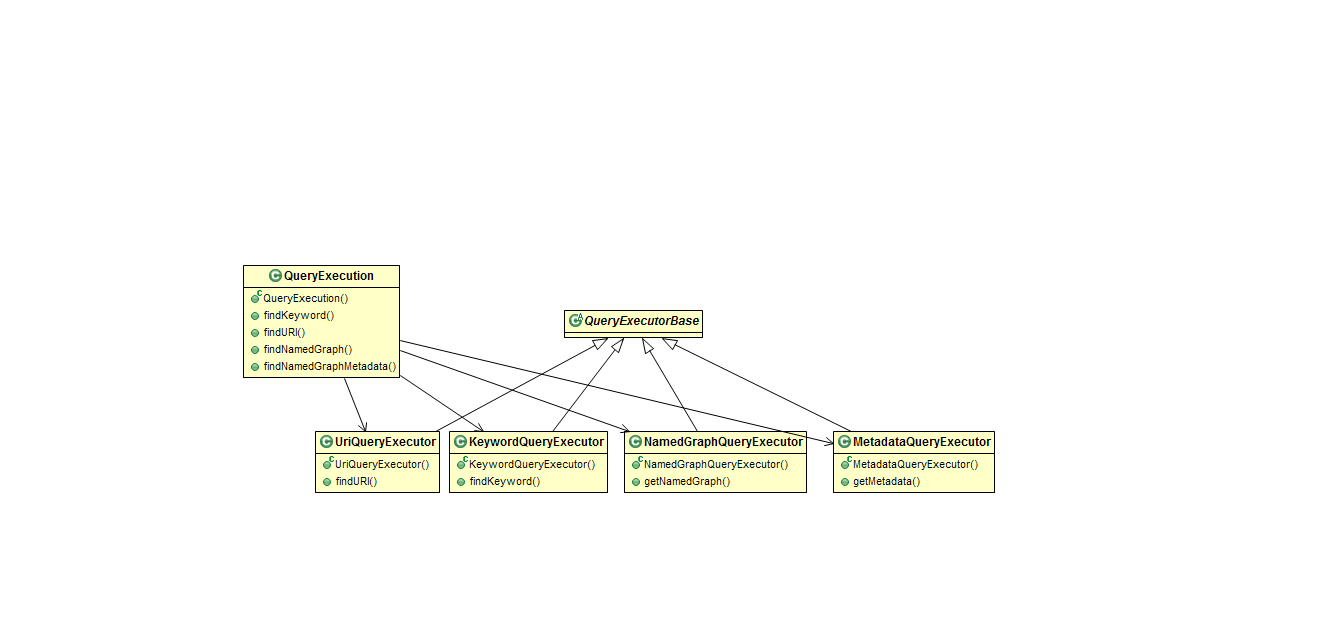 QueryExecution
QueryExecution()
findKeyword()
findURI()
findNamedGraph()
findNamedGraphMetadata()
QueryExecutorBase
UriQueryExecutor
UriQueryExecutor()
findURI()
KeywordQueryExecutor
KeywordQueryExecutor()
findKeyword()
NamedGraphQueryExecutor
NamedGraphQueryExecutor()
getNamedGraph()
MetadataQueryExecutor
MetadataQueryExecutor()
getMetadata()